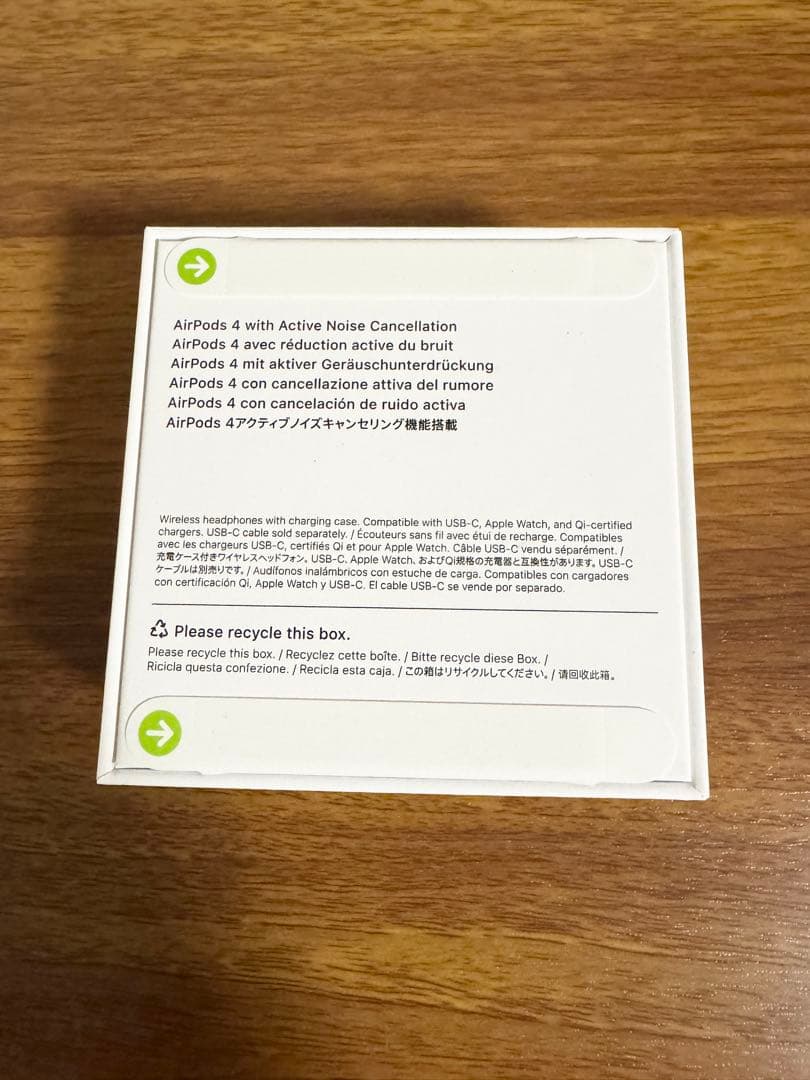 AirPods 4 with Active Noise Cancellation
AirPods 4 avec réduction active du bruit
AirPods 4 mit aktiver Geräuschunterdrückung
AirPods 4 con cancellazione attiva del rumore
AirPods 4 con cancelación de ruido activa
AirPods 4アクティブノイズキャンセリング機能搭載
Wireless headphones with charging case. Compatible with USB-C, Apple Watch, and Qi-certified
chargers. USB-C cable sold separately. / Écouteurs sans fil avec étui de recharge. Compatibles
avec les chargeurs USB-C, certifiés Qi et pour Apple Watch. Câble USB-C vendu séparément. /
充電ケース付きワイヤレスヘッドフォン。USB-C、Apple Watch、およびQi規格の充電器と互換性があります。USB-C
ケーブルは別売りです。/ Audífonos inalámbricos con estuche de carga. Compatibles con cargadores
con certificación Qi, Apple Watch y USB-C. El cable USB-C se vende por separado.
Please recycle this box.
Please recycle this box. / Recyclez cette boîte. / Bitte recycle diese Box. /
Ricicla questa confezione. / Recicla esta caja. / この箱はリサイクルしてください。/ 请回收此箱。